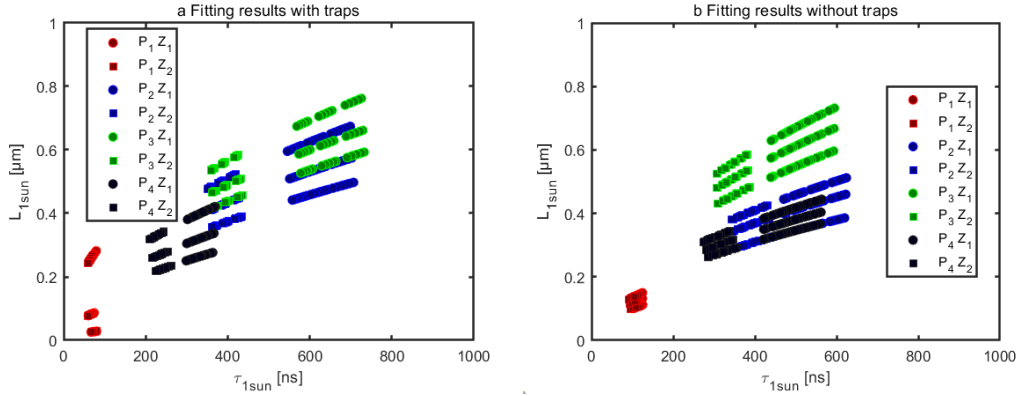 a Fitting results with traps
1
0.8
0.6
0.4
0.2
0
L1sun [µm]
P1 Z1
P1 Z2
P2 Z1
P2 Z2
P3 Z1
P3 Z2
P4 Z1
P4 Z2
0 200 400 600 800 1000
τ1sun [ns]
b Fitting results without traps
1
0.8
0.6
0.4
0.2
0
L1sun [µm]
P1 Z1
P1 Z2
P2 Z1
P2 Z2
P3 Z1
P3 Z2
P4 Z1
P4 Z2
0 200 400 600 800 1000
τ1sun [ns]